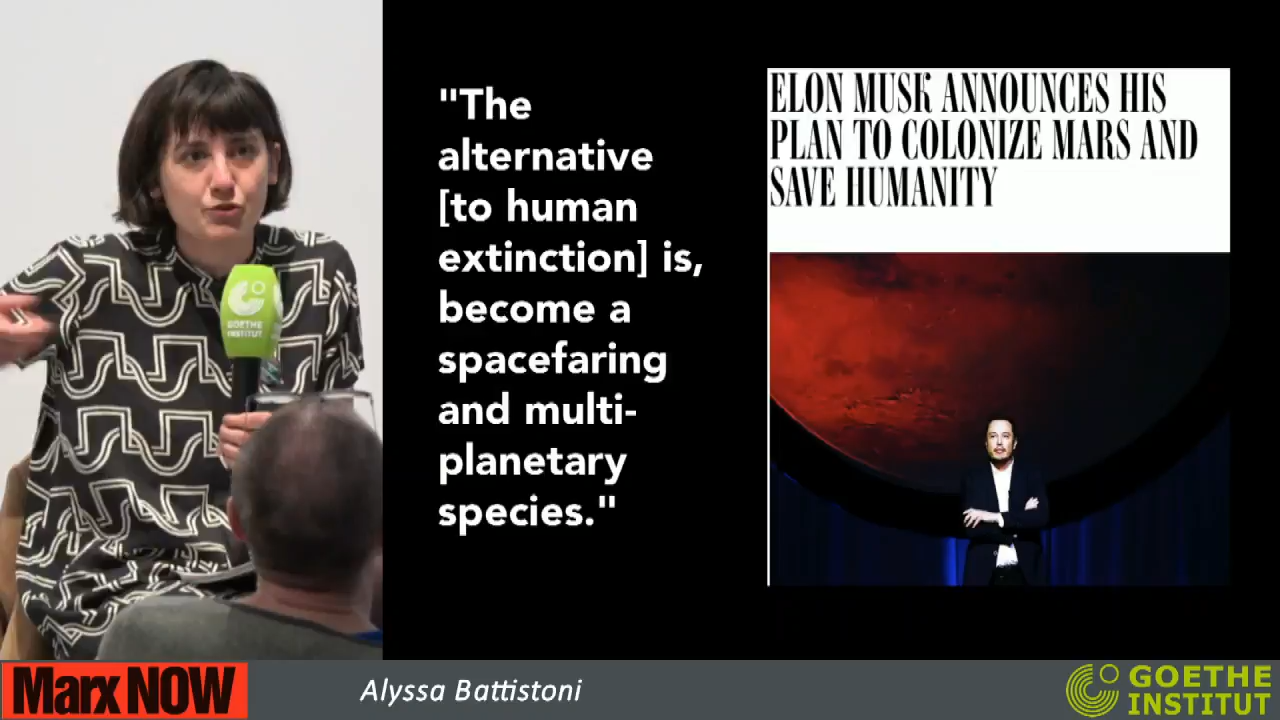 "The
alternative
[to human
extinction] is,
become a
spacefaring
and multi-
planetary
species."
ELON MUSK ANNOUNCES HIS
PLAN TO COLONIZE MARS AND
SAVE HUMANITY
GOETHE
INSTITUT
Marx NOW
Alyssa Battistoni
GOETHE
INSTITUT